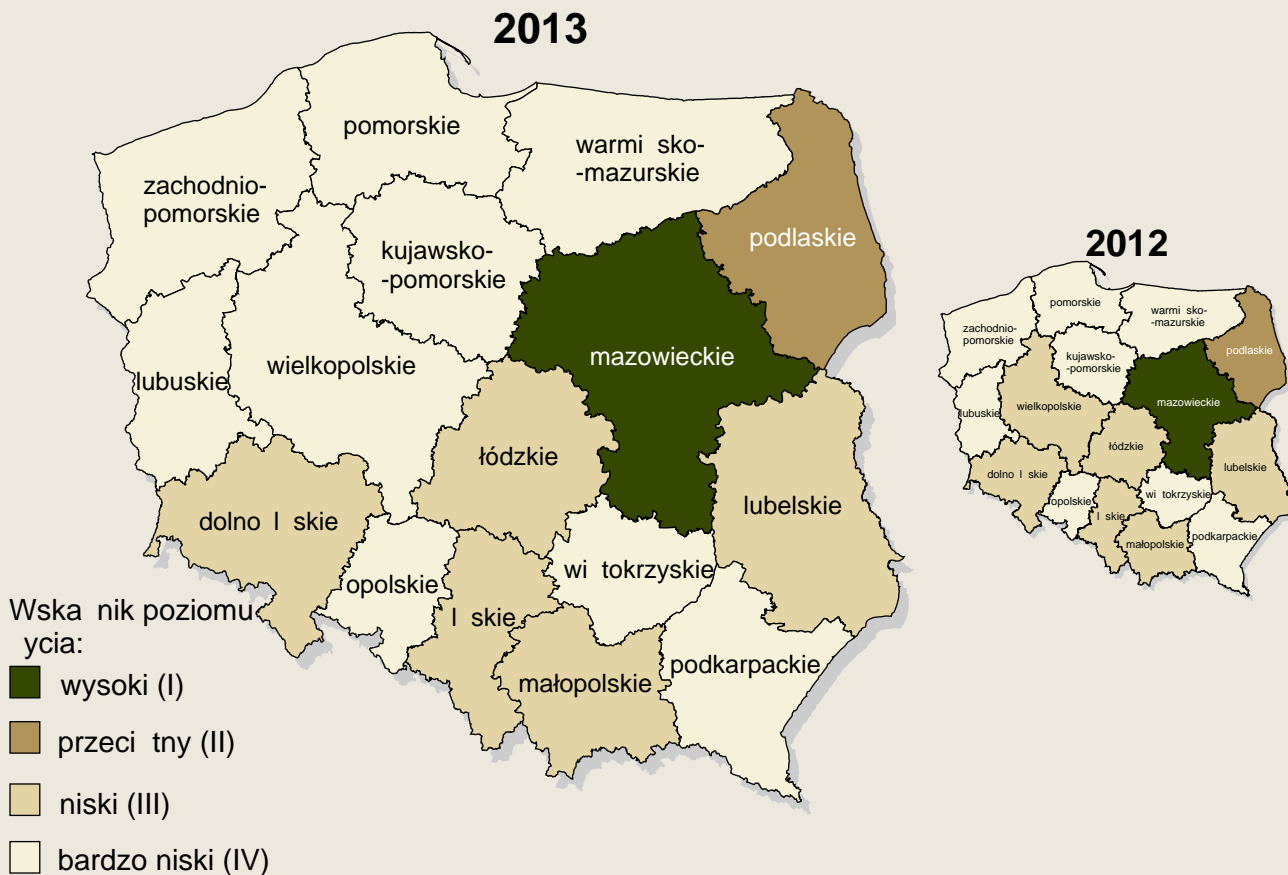 2013
pomorskie
warmi sko-
-mazurskie
zachodnio-
pomorskie
podlaskie
kujawsko-
-pomorskie
mazowieckie
wielkopolskie
lubuskie
łódzkie
lubelskie
dolno l skie
wi tokrzyskie
opolskie
l skie
podkarpackie
małopolskie
Wska nik poziomu
ycia:
wysoki (I)
przeci tny (II)
niski (III)
bardzo niski (IV)
2012
pomorskie
warmi sko-
-mazurskie
zachodnio-
pomorskie
podlaskie
kujawsko-
-pomorskie
mazowieckie
wielkopolskie
lubuskie
łódzkie
lubelskie
dolno l skie
wi tokrzyskie
opolskie
l skie
podkarpackie
małopolskie